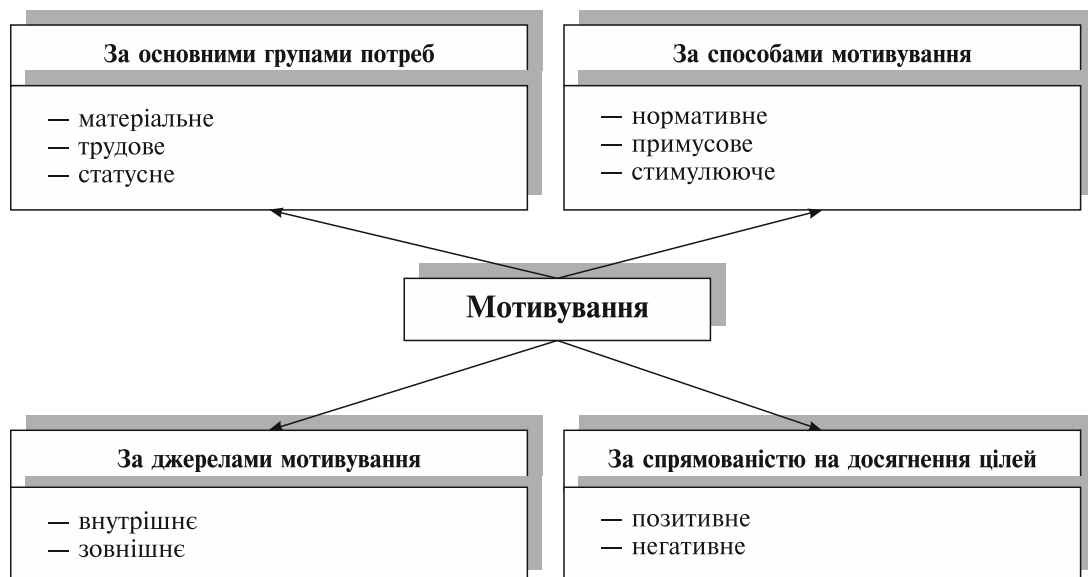 За основними групами потреб
— матеріальне
— трудове
— статусне
За способами мотивування
— нормативне
— примусове
— стимулююче
Мотивування
За джерелами мотивування
— внутрішнє
— зовнішнє
За спрямованістю на досягнення цілей
— позитивне
— негативне